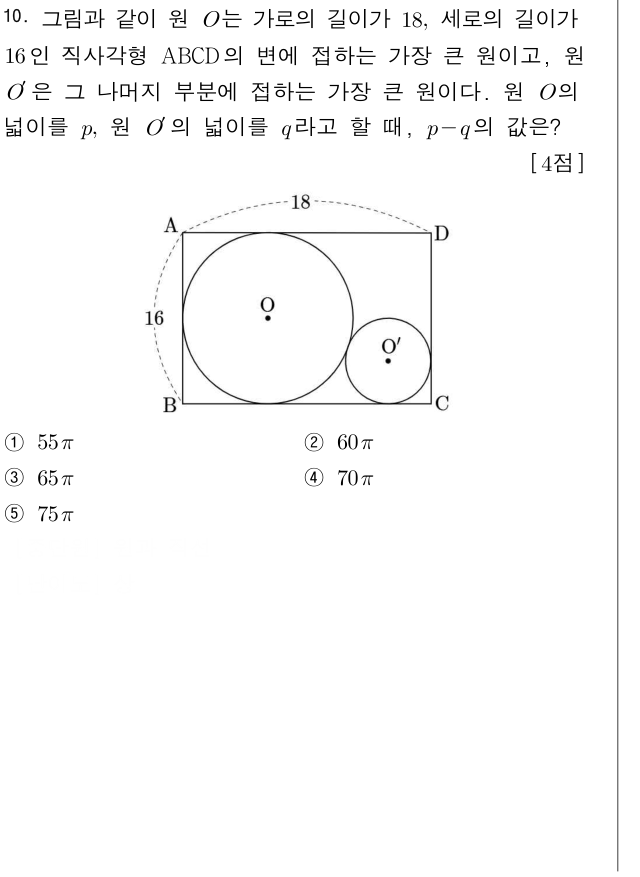 10. 그림과 같이 원 O는 가로의 길이가 18, 세로의 길이가
16인 직사각형 ABCD의 변에 접하는 가장 큰 원이고, 원
O′은 그 나머지 부분에 접하는 가장 큰 원이다. 원 O의
넓이를 p, 원 O′의 넓이를 q라고 할 때, p-q의 값은?
[4점]
18
A
D
16
O
O′
B
C
① 55π ② 60π
③ 65π ④ 70π
⑤ 75π